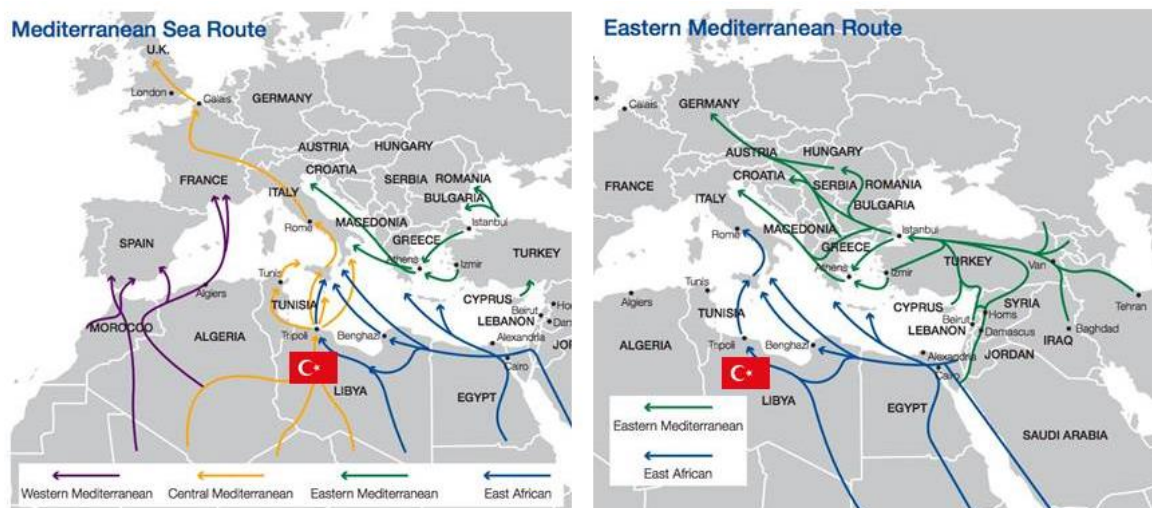 Mediterranean Sea Route
U.K.
London
Calais
GERMANY
AUSTRIA
HUNGARY
CROATIA
FRANCE
SERBIA
ROMANIA
ITALY
BULGARIA
Rome
MACEDONIA
Istanbul
SPAIN
GREECE
TURKEY
Athens
Izmir
Tunis
Algiers
TUNISIA
CYPRUS
Beirut
LEBANON
MOROCCO
ALGERIA
Tripoli
Benghazi
Alexandria
Cairo
LIBYA
EGYPT
Western Mediterranean
Central Mediterranean
Eastern Mediterranean
East African
Eastern Mediterranean Route
Calais
GERMANY
AUSTRIA
HUNGARY
CROATIA
FRANCE
SERBIA
ROMANIA
ITALY
BULGARIA
Rome
MACEDONIA
Istanbul
GREECE
TURKEY
Van
Athens
Izmir
Tunis
Algiers
Tehran
TUNISIA
CYPRUS
SYRIA
Beirut
Homs
LEBANON
Damascus
Baghdad
IRAQ
ALGERIA
Tripoli
Benghazi
Alexandria
JORDAN
Cairo
LIBYA
EGYPT
SAUDI ARABIA
Eastern Mediterranean
East African